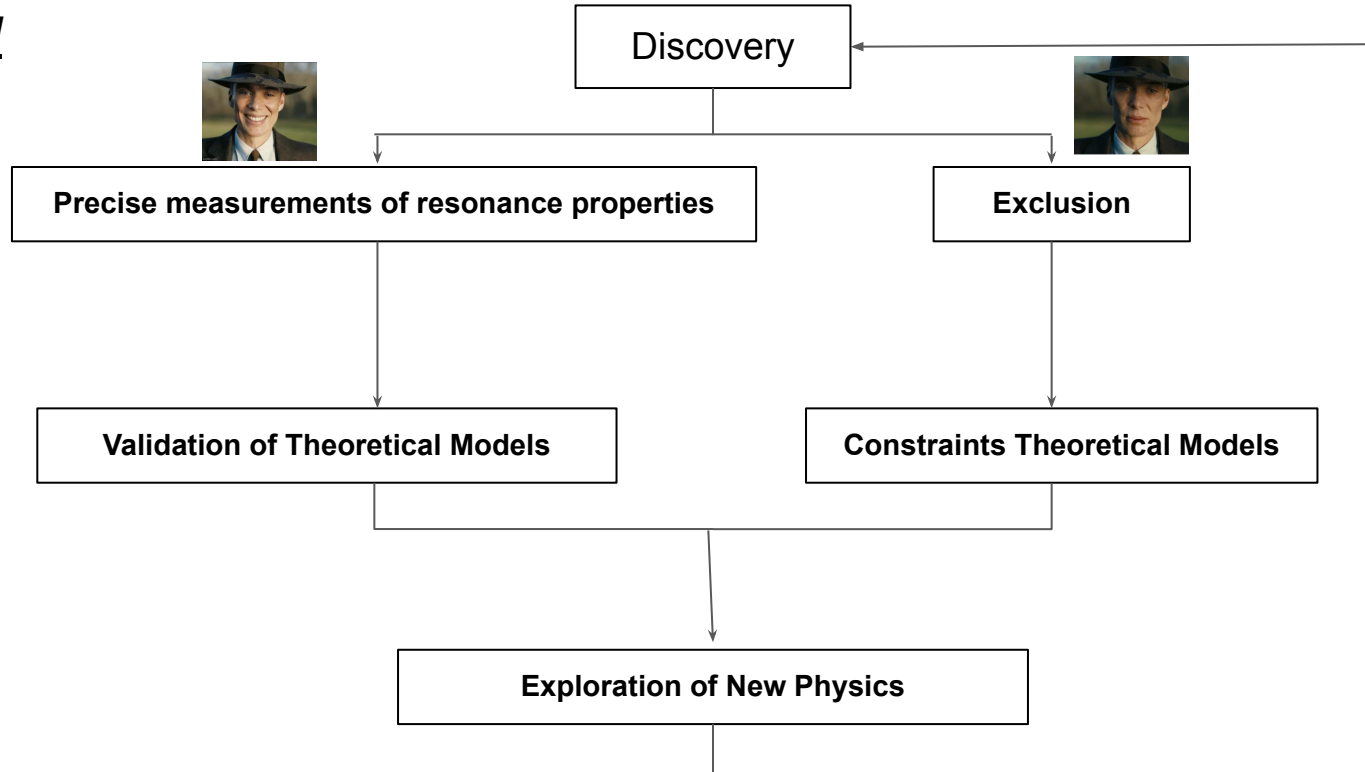 Discovery
Precise measurements of resonance properties
Exclusion
Validation of Theoretical Models
Constraints Theoretical Models
Exploration of New Physics